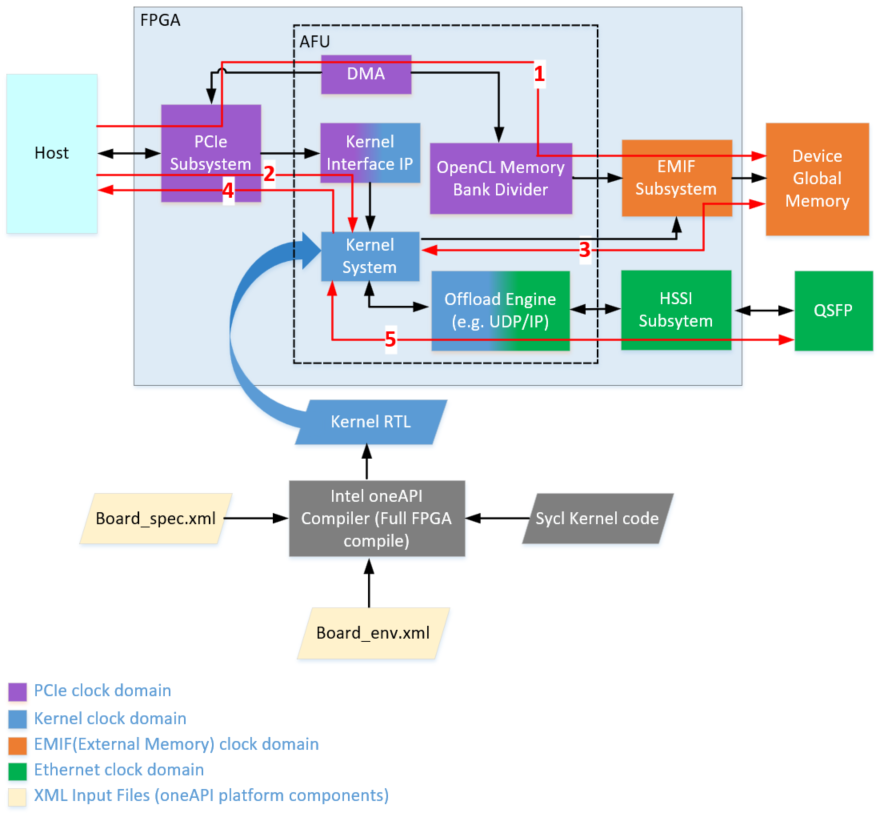 FPGA
AFU
DMA
1
Host
PCIe
Subsystem
Kernel
Interface IP
OpenCL Memory
Bank Divider
EMIF
Subsystem
Device
Global
Memory
2
4
Kernel
System
3
Offload Engine
(e.g. UDP/IP)
HSSI
Subsytem
QSFP
5
Kernel RTL
Board_spec.xml
Intel oneAPI
Compiler (Full FPGA
compile)
Sycl Kernel code
Board_env.xml
PCIe clock domain
Kernel clock domain
EMIF(External Memory) clock domain
Ethernet clock domain
XML Input Files (oneAPI platform components)